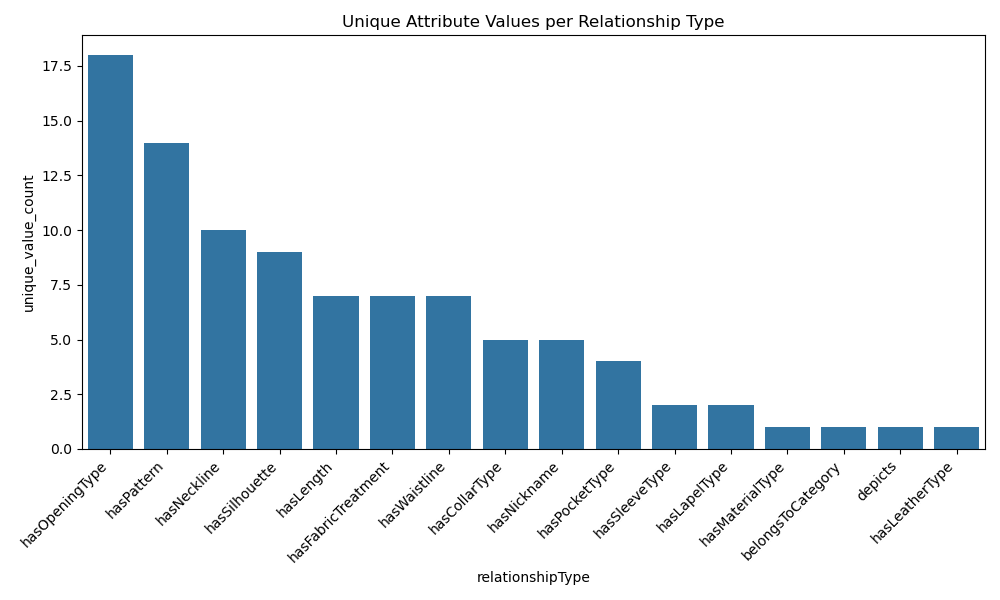 Unique Attribute Values per Relationship Type
unique_value_count
17.5
15.0
12.5
10.0
7.5
5.0
2.5
0.0
hasOpeningType
hasPattern
hasNeckline
hasSilhouette
hasLength
hasFabricTreatment
hasWaistline
hasCollarType
hasNickname
hasPocketType
hasSleeveType
hasLapelType
hasMaterialType
belongsToCategory
depicts
hasLeatherType
relationshipType